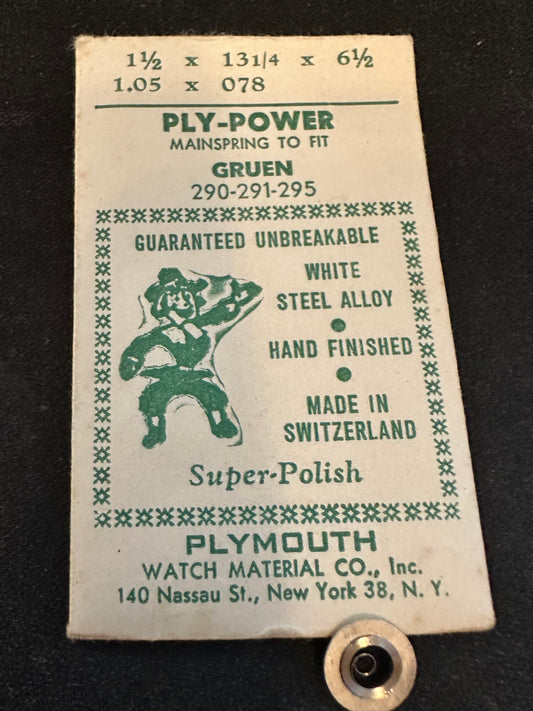 1½ x 131/4 x 6½
1.05 x 078
PLY-POWER
MAINSPRING TO FIT
GRUEN
290-291-295
GUARANTEED UNBREAKABLE
WHITE
STEEL ALLOY
HAND FINISHED
MADE IN
SWITZERLAND
Super-Polish
PLYMOUTH
WATCH MATERIAL CO., Inc.
140 Nassau St., New York 38, N. Y.